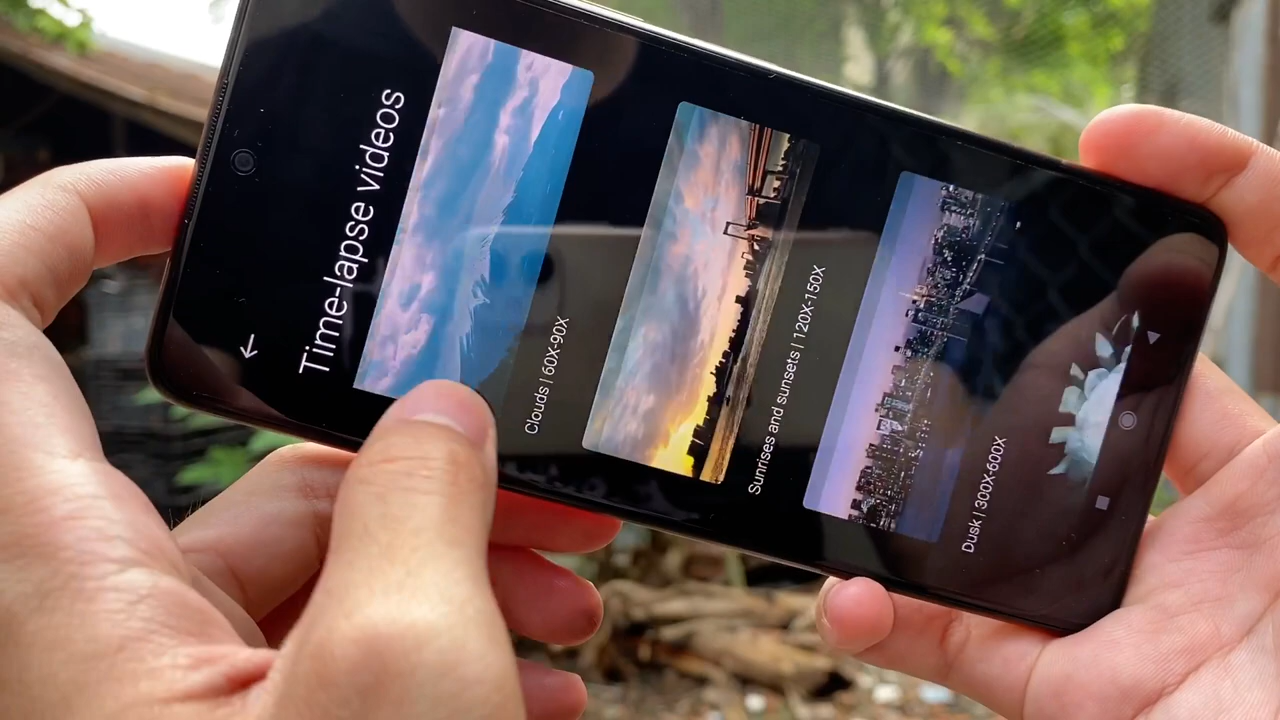 Time-lapse videos
Clouds | 60X-90X
Sunrises and sunsets | 120X-150X
Dusk | 300X-600X